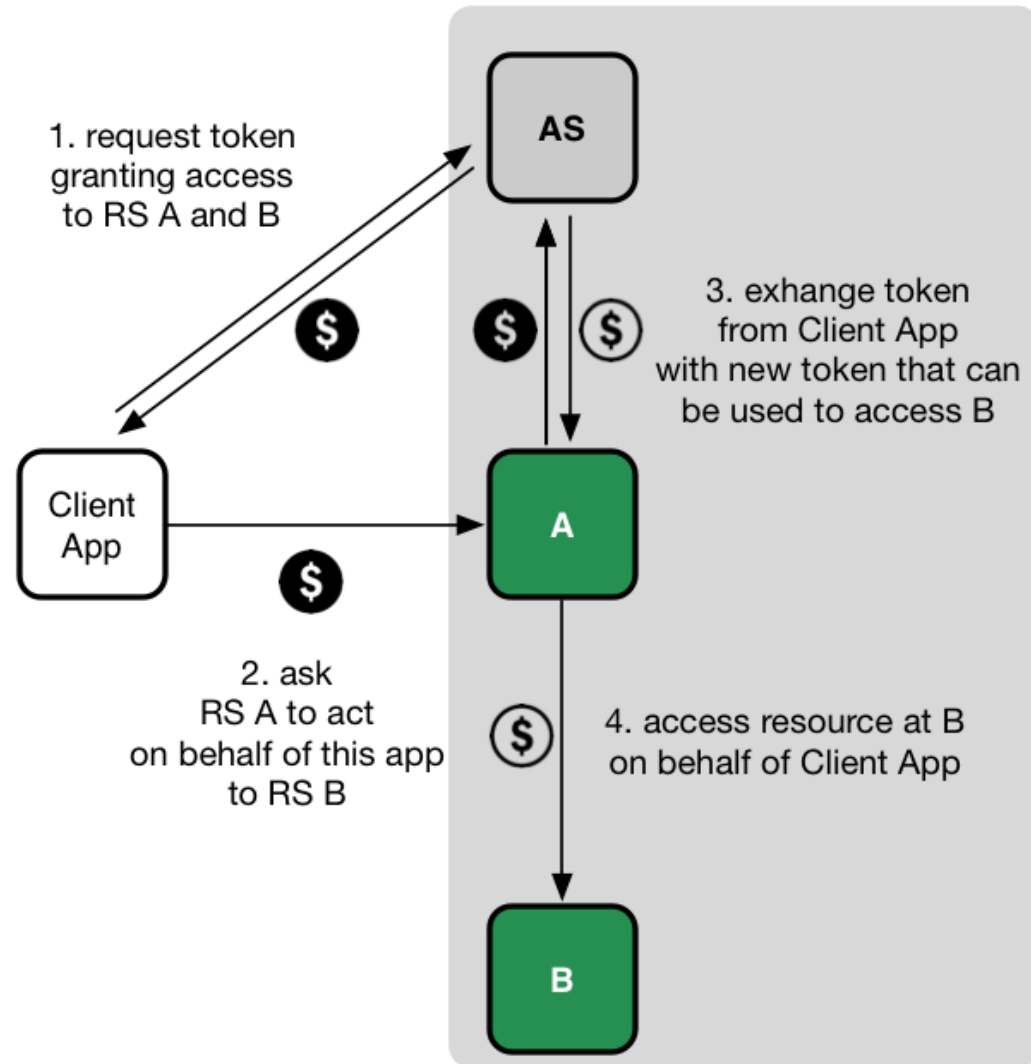 AS
1. request token
granting access
to RS A and B
$
$
$
3. exhange token
from Client App
with new token that can
be used to access B
Client
App
A
$
2. ask
RS A to act
on behalf of this app
to RS B
$
4. access resource at B
on behalf of Client App
B